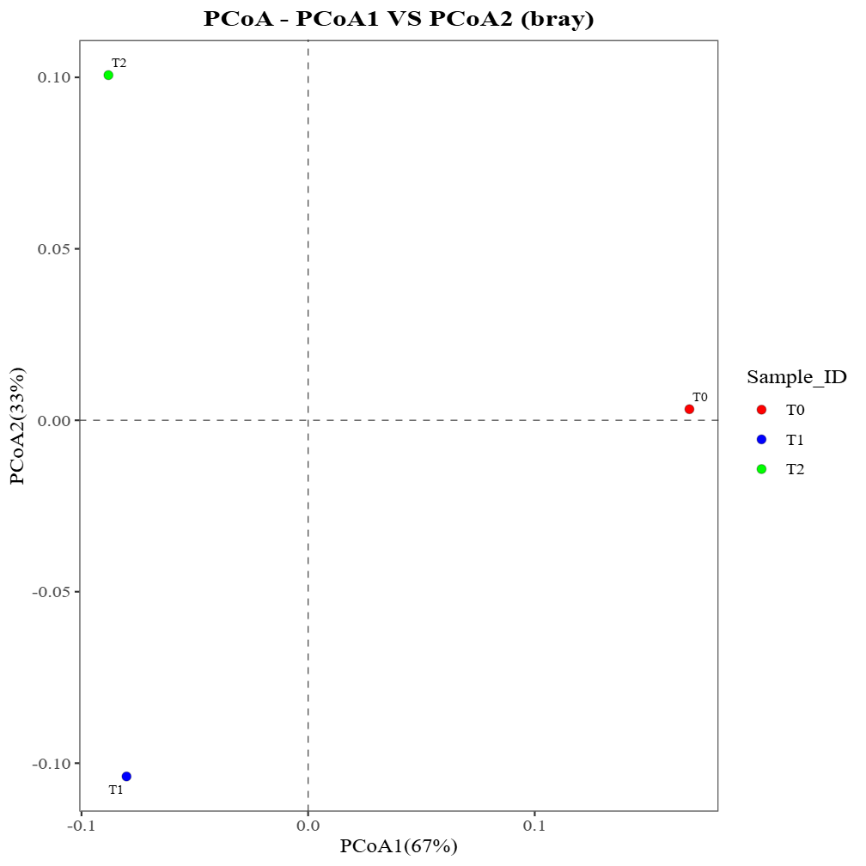 PCoA - PCoA1 VS PCoA2 (bray)
T2
0.10
0.05
T0
0.00
-0.05
-0.10
T1
-0.1
0.0
0.1
PCoA1(67%)
PCoA2(33%)
Sample_ID
T0
T1
T2